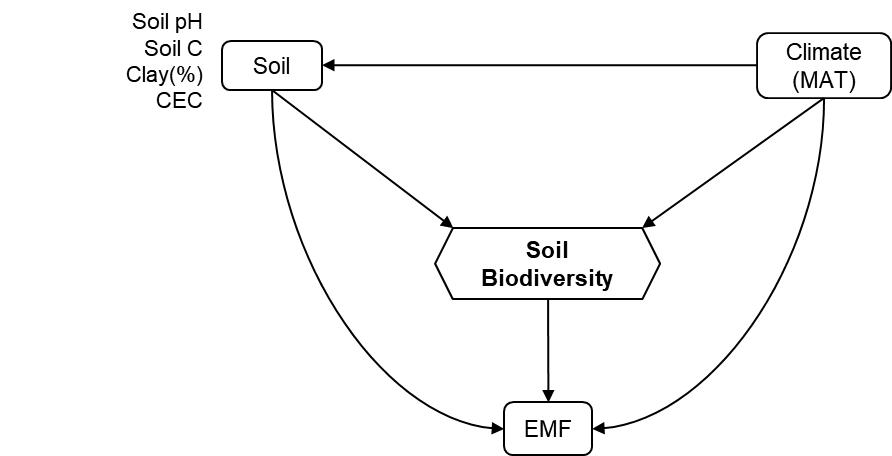 Soil pH
Soil C
Clay(%)
CEC
Soil
Climate
(MAT)
Soil
Biodiversity
EMF